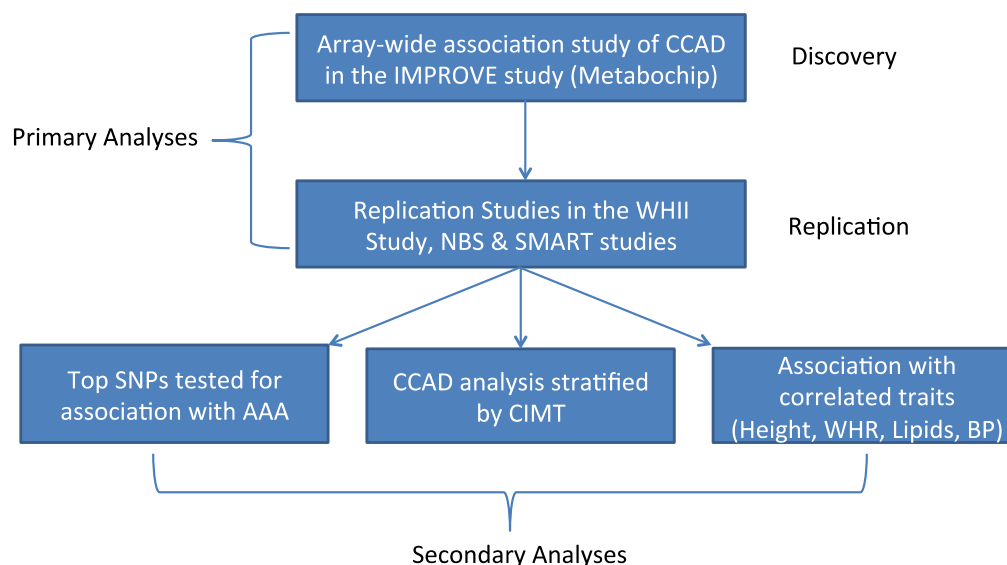 Array-wide association study of CCAD
in the IMPROVE study (Metabochip)
Discovery
Primary Analyses
Replication Studies in the WHII
Study, NBS & SMART studies
Replication
Top SNPs tested for
association with AAA
CCAD analysis stratified
by CIMT
Association with
correlated traits
(Height, WHR, Lipids, BP)
Secondary Analyses